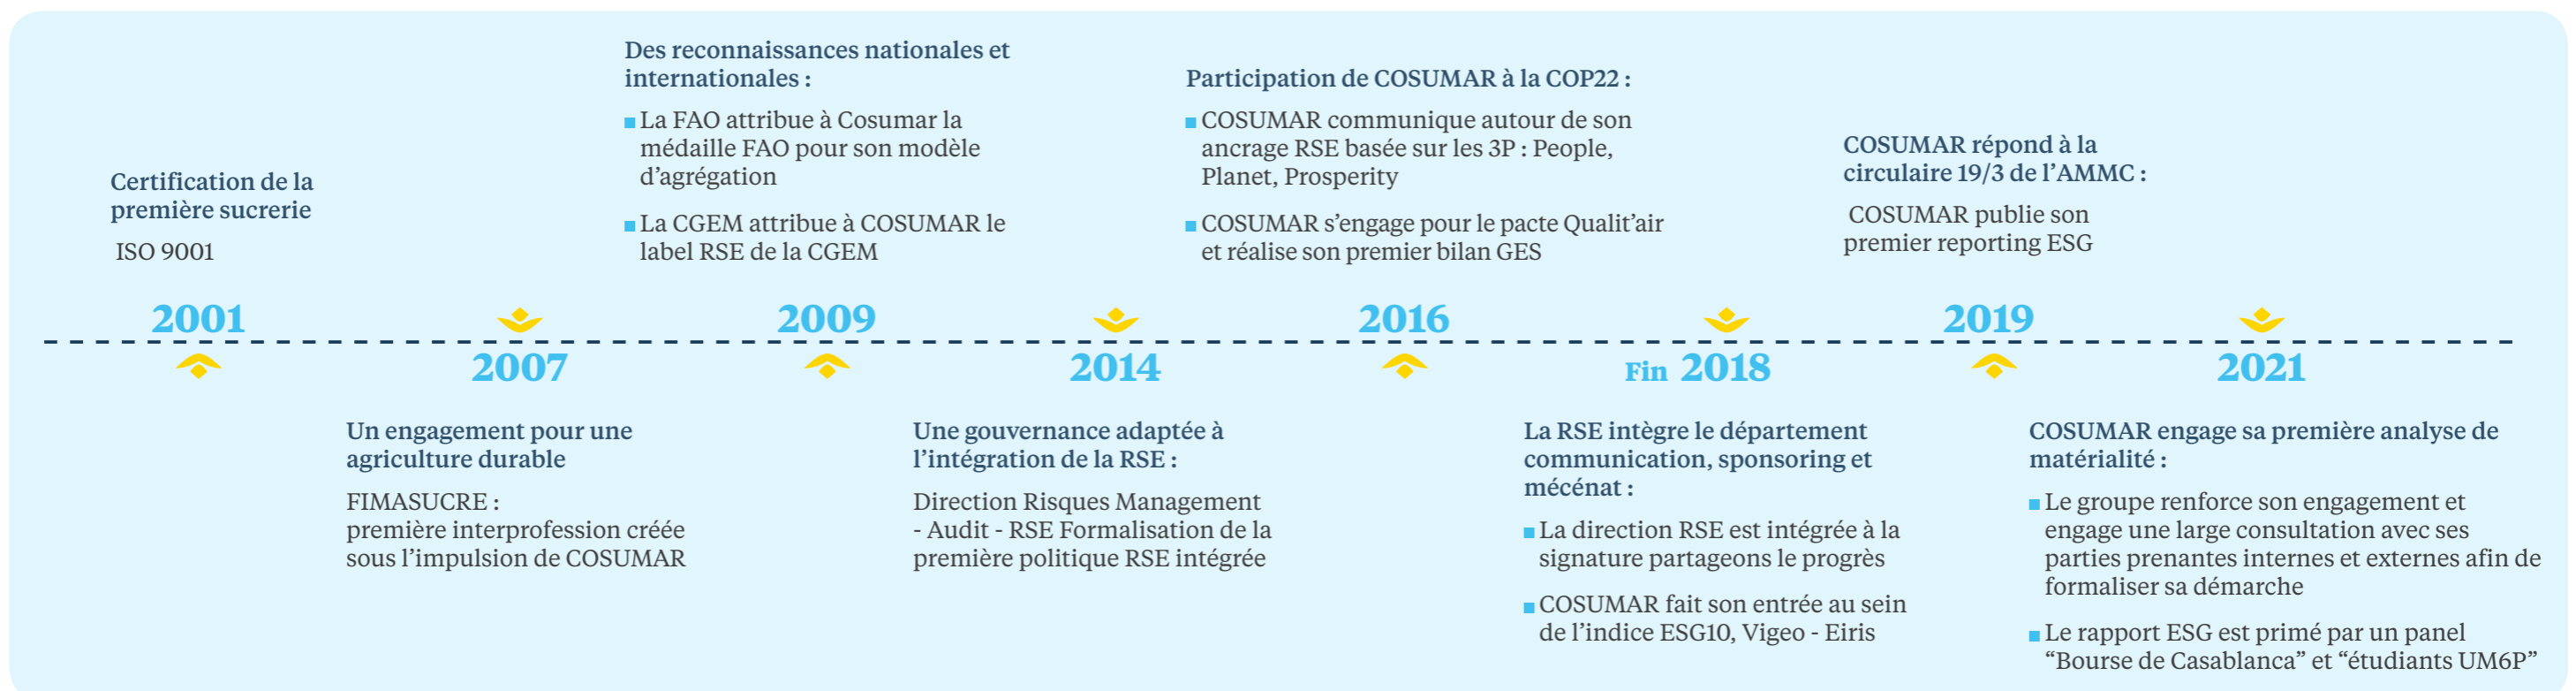 Certification de la
première sucrerie
ISO 9001
2001
2007
Un engagement pour une
agriculture durable
FIMASUCRE :
première interprofession créée
sous l’impulsion de COSUMAR
Des reconnaissances nationales et
internationales :
La FAO attribue à Cosumar la
médaille FAO pour son modèle
d’agrégation
La CGEM attribue à COSUMAR le
label RSE de la CGEM
2009
2014
Une gouvernance adaptée à
l’intégration de la RSE :
Direction Risques Management
- Audit - RSE Formalisation de la
première politique RSE intégrée
Participation de COSUMAR à la COP22 :
COSUMAR communique autour de son
ancrage RSE basée sur les 3P : People,
Planet, Prosperity
COSUMAR s’engage pour le pacte Qualit’air
et réalise son premier bilan GES
2016
Fin 2018
La RSE intègre le département
communication, sponsoring et
mécénat :
La direction RSE est intégrée à la
signature partageons le progrès
COSUMAR fait son entrée au sein
de l’indice ESG10, Vigeo - Eiris
COSUMAR répond à la
circulaire 19/3 de l’AMMC :
COSUMAR publie son
premier reporting ESG
2019
2021
COSUMAR engage sa première analyse de
matérialité :
Le groupe renforce son engagement et
engage une large consultation avec ses
parties prenantes internes et externes afin de
formaliser sa démarche
Le rapport ESG est primé par un panel
“Bourse de Casablanca” et “étudiants UM6P”